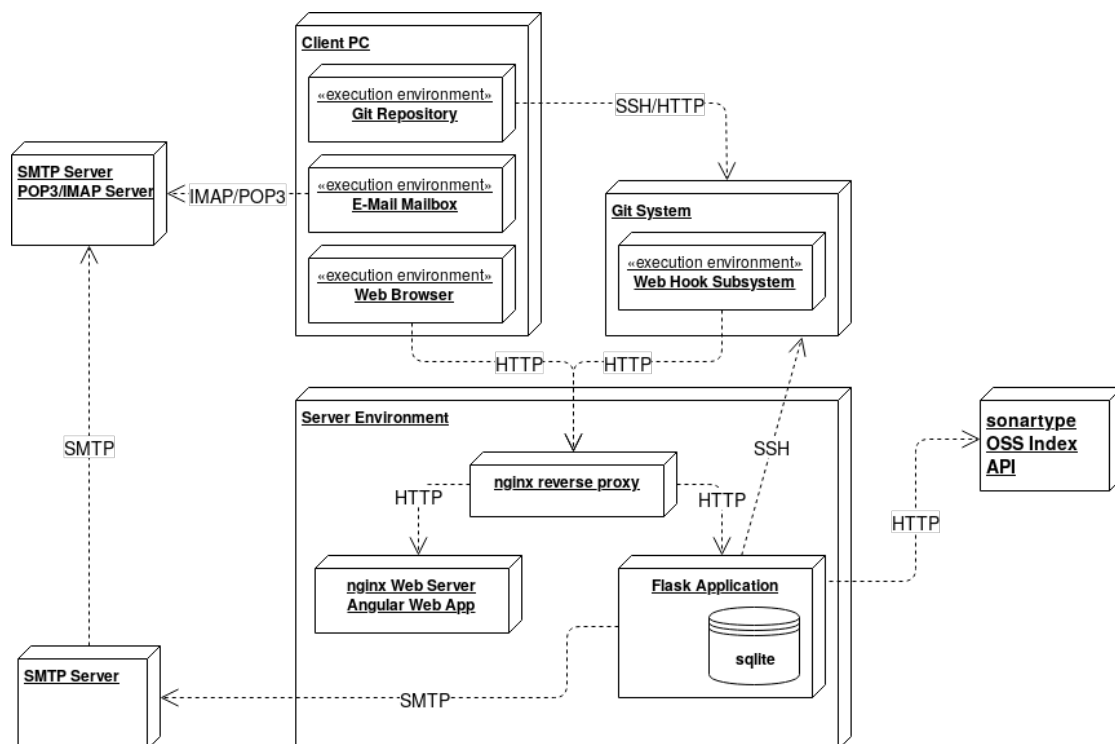 Client PC
«execution environment»
Git Repository
SSH/HTTP
SMTP Server
POP3/IMAP Server
IMAP/POP3
«execution environment»
E-Mail Mailbox
Git System
«execution environment»
Web Hook Subsystem
«execution environment»
Web Browser
HTTP
HTTP
Server Environment
sonartype
OSS Index
API
SMTP
SSH
nginx reverse proxy
HTTP
HTTP
HTTP
nginx Web Server
Angular Web App
Flask Application
sqlite
SMTP Server
SMTP